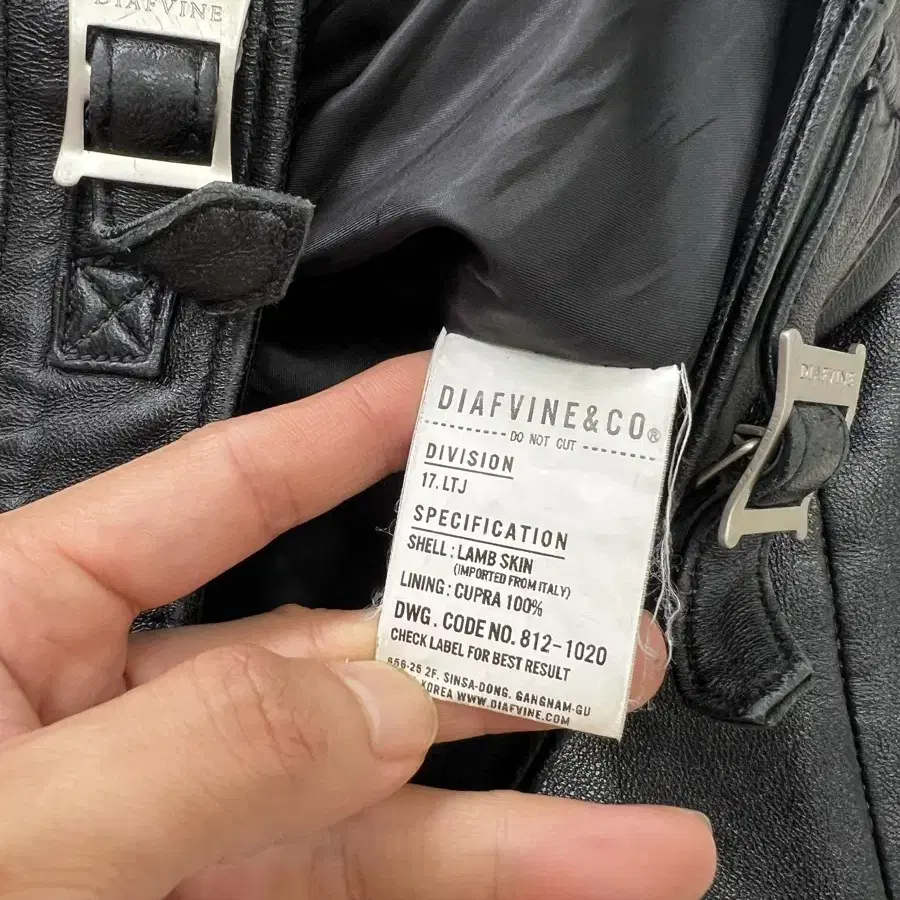 DIAFVINE
DIAFVINE
DIAFVINE&CO®
DO NOT CUT
DIVISION
17. LTJ
SPECIFICATION
SHELL : LAMB SKIN
(IMPORTED FROM ITALY)
LINING : CUPRA 100%
DWG. CODE NO. 812-1020
CHECK LABEL FOR BEST RESULT
656-25 2F. SINSA-DONG. GANGNAM-GU
KOREA WWW.DIAFVINE.COM